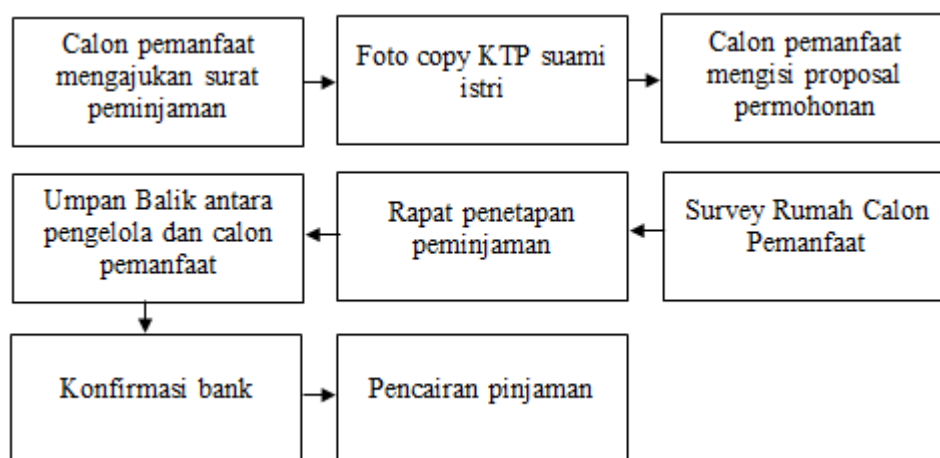 Calon pemanfaat
mengajukan surat
peminjaman
Foto copy KTP suami
istri
Calon pemanfaat
mengisi proposal
permohonan
Survey Rumah Calon
Pemanfaat
Rapat penetapan
peminjaman
Umpan Balik antara
pengelola dan calon
pemanfaat
Konfirmasi bank
Pencairan pinjaman